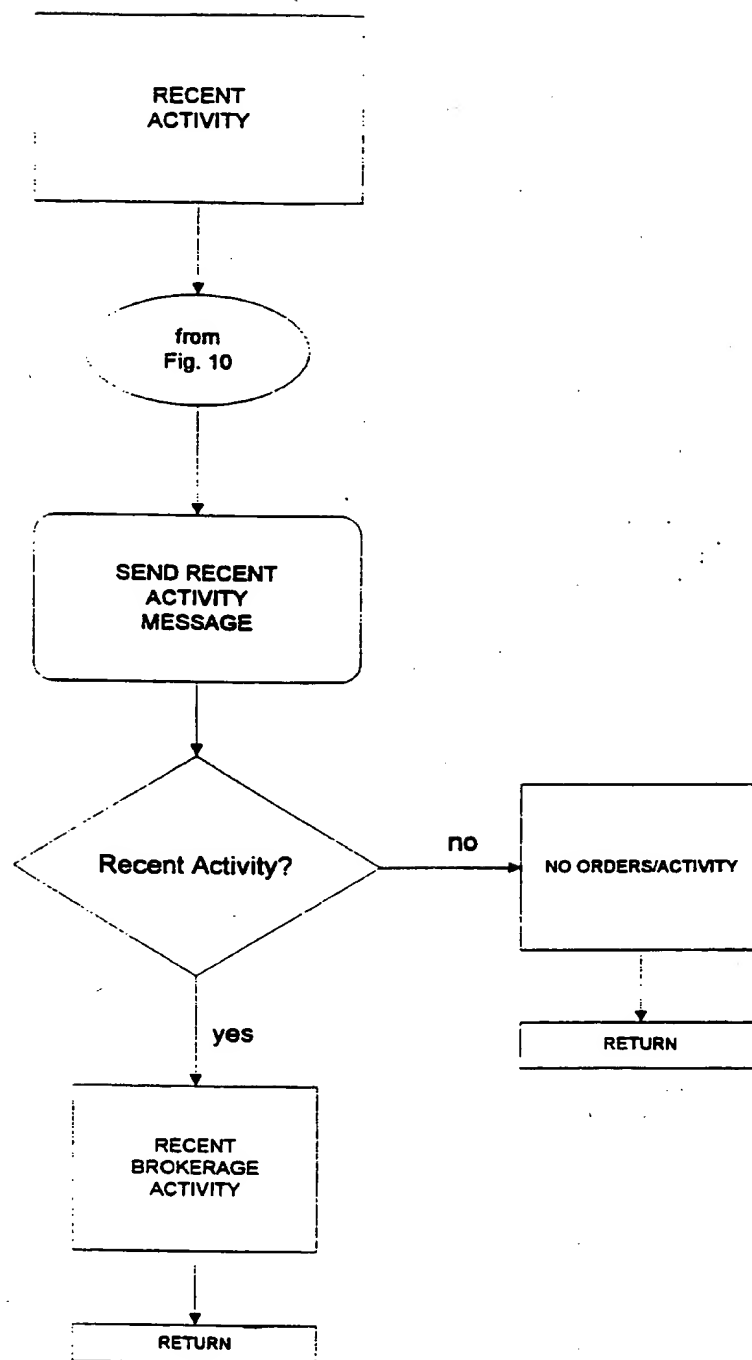 RECENT
ACTIVITY
from
Fig. 10
SEND RECENT
ACTIVITY
MESSAGE
Recent Activity?
no
NO ORDERS/ACTIVITY
RETURN
yes
RECENT
BROKERAGE
ACTIVITY
RETURN